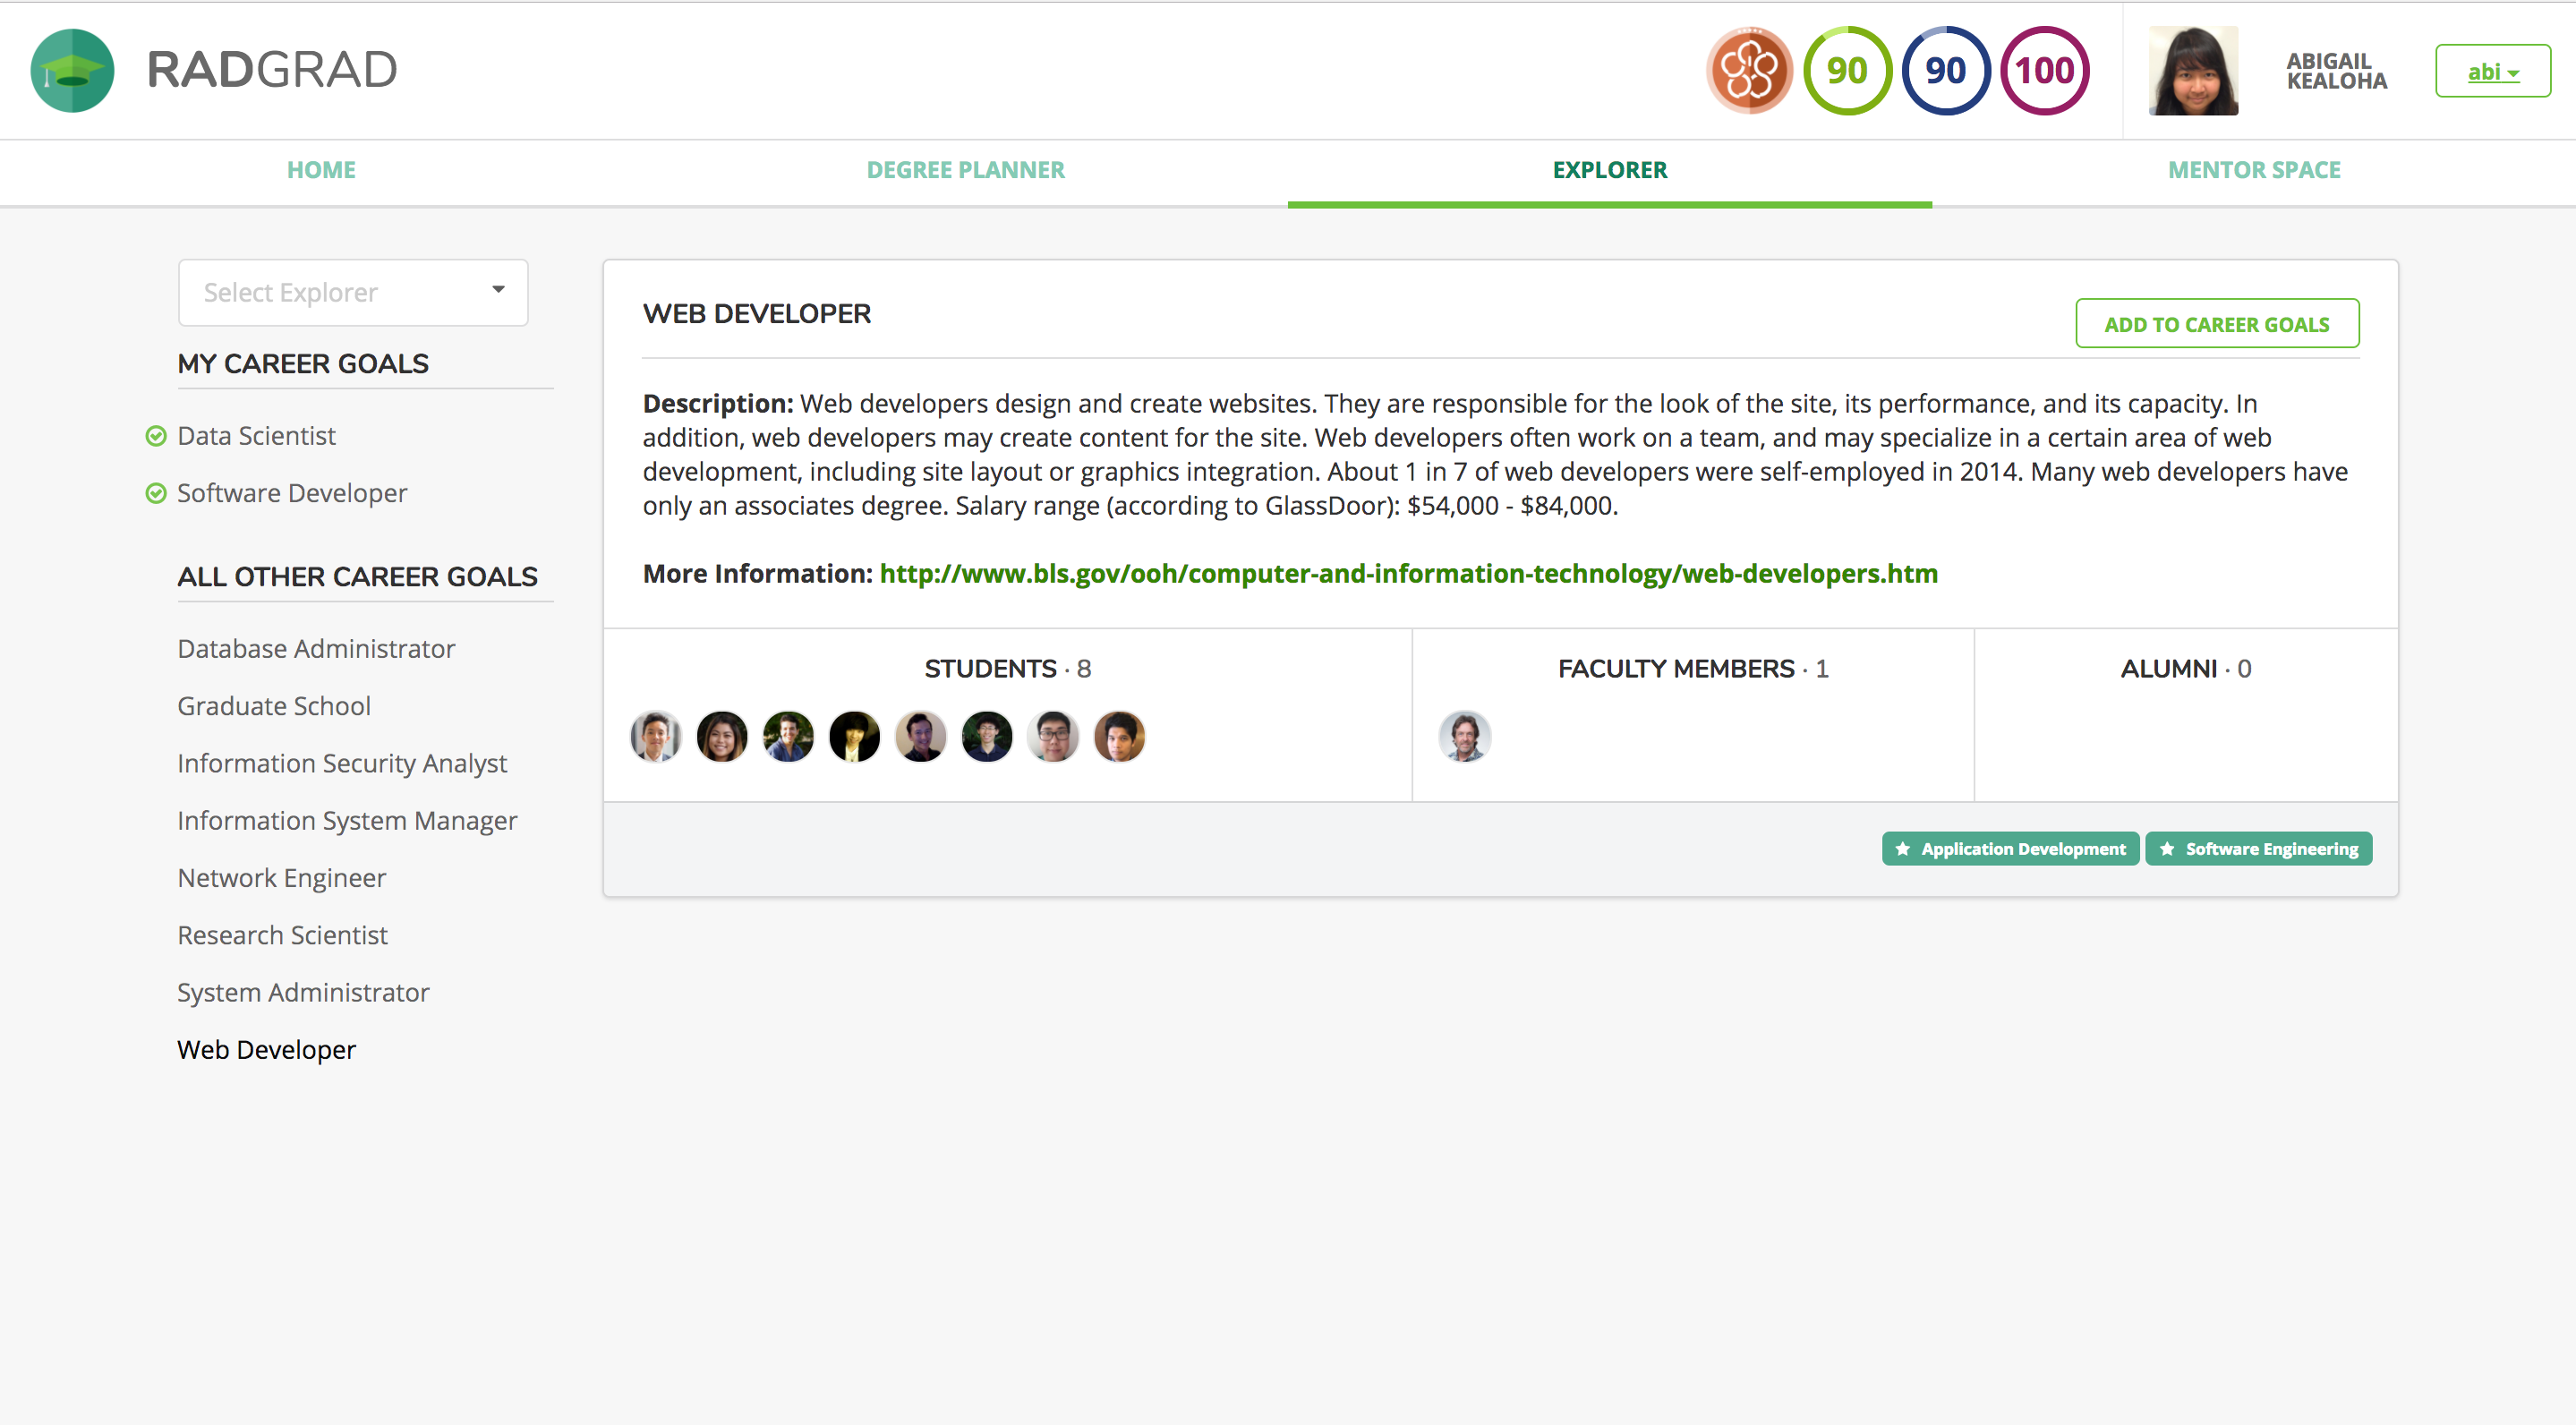 RADGRAD
90
90
100
ABIGAIL
KEALOHA
abi
HOME
DEGREE PLANNER
EXPLORER
MENTOR SPACE
Select Explorer
MY CAREER GOALS
Data Scientist
Software Developer
ALL OTHER CAREER GOALS
Database Administrator
Graduate School
Information Security Analyst
Information System Manager
Network Engineer
Research Scientist
System Administrator
Web Developer
WEB DEVELOPER
ADD TO CAREER GOALS
Description: Web developers design and create websites. They are responsible for the look of the site, its performance, and its capacity. In
addition, web developers may create content for the site. Web developers often work on a team, and may specialize in a certain area of web
development, including site layout or graphics integration. About 1 in 7 of web developers were self-employed in 2014. Many web developers have
only an associates degree. Salary range (according to GlassDoor): $54,000 - $84,000.
More Information: http://www.bls.gov/ooh/computer-and-information-technology/web-developers.htm
STUDENTS · 8
FACULTY MEMBERS · 1
ALUMNI · 0
Application Development
Software Engineering